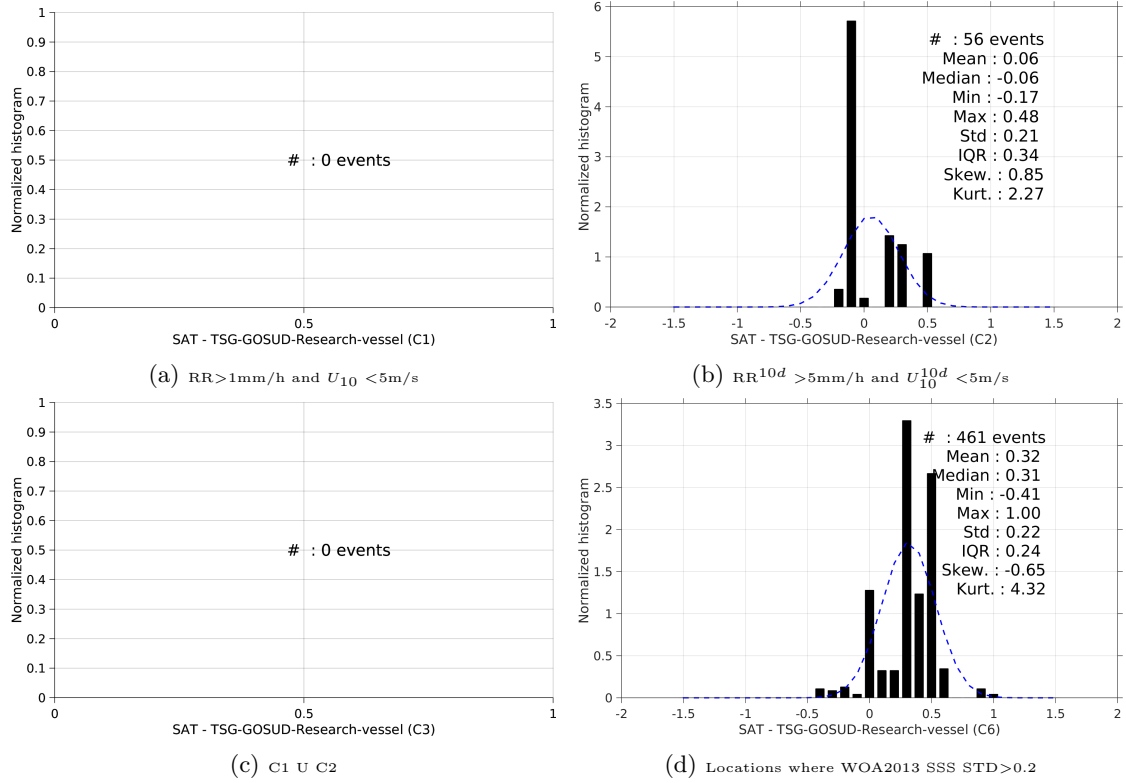 1
0.9
0.8
0.7
0.6
0.5
0.4
0.3
0.2
0.1
0
Normalized histogram
# : 0 events
0 0.5 1
SAT - TSG-GOSUD-Research-vessel (C1)
(a) RR>1mm/h and U10 <5m/s
6
5
4
3
2
1
0
Normalized histogram
# : 56 events
Mean : 0.06
Median : -0.06
Min : -0.17
Max : 0.48
Std : 0.21
IQR : 0.34
Skew. : 0.85
Kurt. : 2.27
-2 -1.5 -1 -0.5 0 0.5 1 1.5 2
SAT - TSG-GOSUD-Research-vessel (C2)
(b) RR^10d >5mm/h and U10^10d <5m/s
1
0.9
0.8
0.7
0.6
0.5
0.4
0.3
0.2
0.1
0
Normalized histogram
# : 0 events
0 0.5 1
SAT - TSG-GOSUD-Research-vessel (C3)
(c) C1 U C2
3.5
3
2.5
2
1.5
1
0.5
0
Normalized histogram
# : 461 events
Mean : 0.32
Median : 0.31
Min : -0.41
Max : 1.00
Std : 0.22
IQR : 0.24
Skew. : -0.65
Kurt. : 4.32
-2 -1.5 -1 -0.5 0 0.5 1 1.5 2
SAT - TSG-GOSUD-Research-vessel (C6)
(d) Locations where WOA2013 SSS STD>0.2